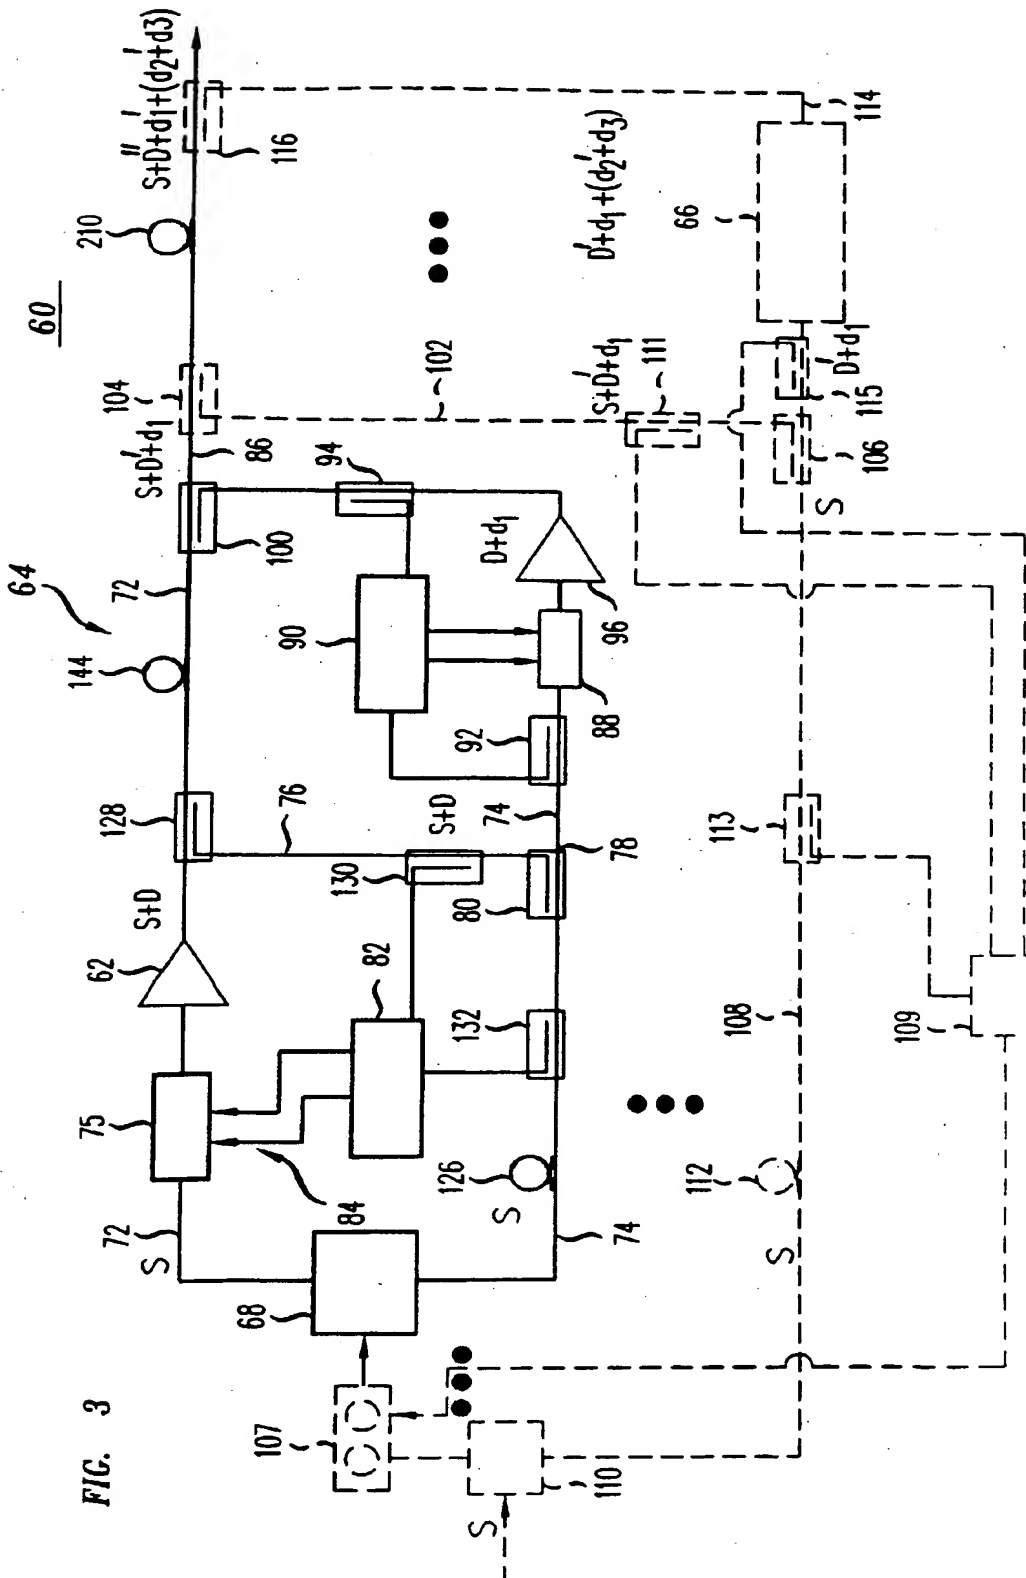 FIG. 3
60
64
S+D″+d₁+(d₂′+d3)
210
116
104
S+D′+d₁
86
72
144
100
94
128
S+D
62
75
72
S
84
68
107
110
S
76
S+D
130
82
132
80
126
S
74
78
74
92
90
88
96
D+d₁
102
111
S+D′+d₁
D′+d₁+(d₂′+d₃)
66
114
115
D′+d₁
106
S
113
108
109
112
S